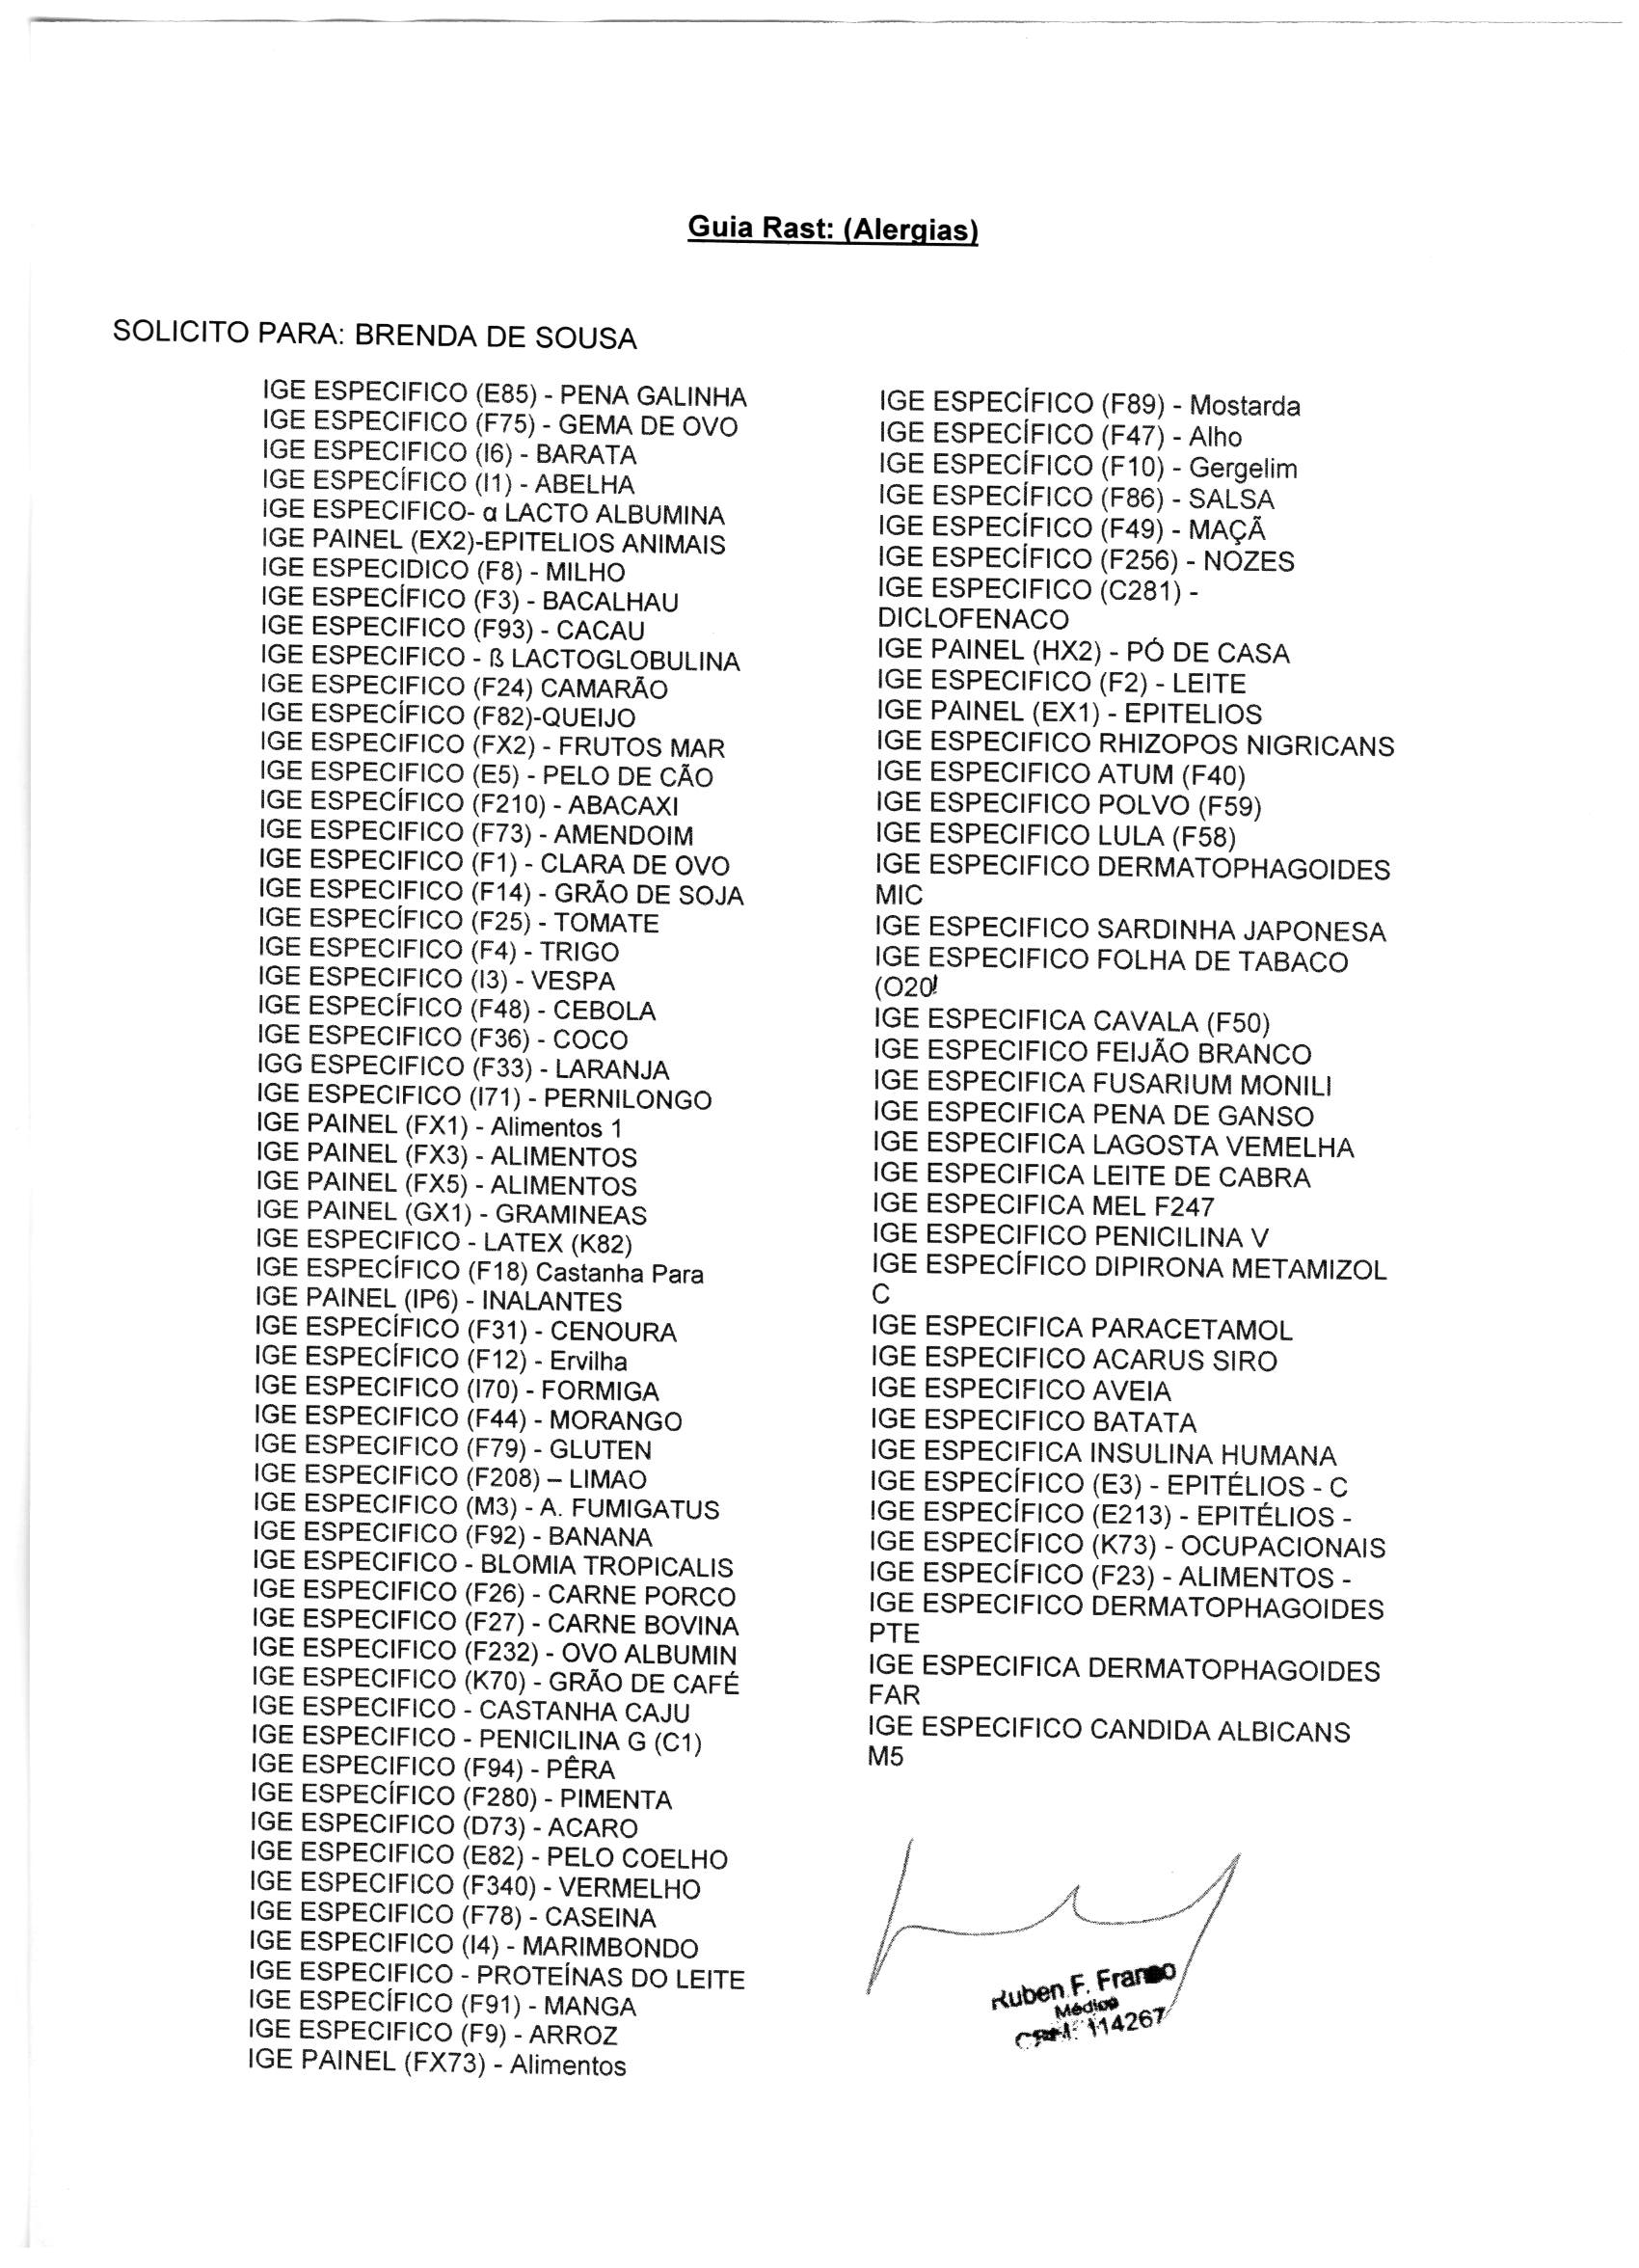 Guia Rast: (Alergias)
SOLICITO PARA: BRENDA DE SOUSA
IGE ESPECIFICO (E85) - PENA GALINHA
IGE ESPECIFICO (F75) - GEMA DE OVO
IGE ESPECIFICO (I6) - BARATA
IGE ESPECÍFICO (I1) - ABELHA
IGE ESPECIFICO- α LACTO ALBUMINA
IGE PAINEL (EX2)-EPITELIOS ANIMAIS
IGE ESPECIDICO (F8) - MILHO
IGE ESPECÍFICO (F3) - BACALHAU
IGE ESPECIFICO (F93) - CACAU
IGE ESPECIFICO - ß LACTOGLOBULINA
IGE ESPECIFICO (F24) CAMARÃO
IGE ESPECÍFICO (F82)-QUEIJO
IGE ESPECIFICO (FX2) - FRUTOS MAR
IGE ESPECIFICO (E5) - PELO DE CÃO
IGE ESPECÍFICO (F210) - ABACAXI
IGE ESPECIFICO (F73) - AMENDOIM
IGE ESPECIFICO (F1) - CLARA DE OVO
IGE ESPECIFICO (F14) - GRÃO DE SOJA
IGE ESPECÍFICO (F25) - TOMATE
IGE ESPECIFICO (F4) - TRIGO
IGE ESPECIFICO (I3) - VESPA
IGE ESPECÍFICO (F48) - CEBOLA
IGE ESPECIFICO (F36) - COCO
IGG ESPECIFICO (F33) - LARANJA
IGE ESPECIFICO (I71) - PERNILONGO
IGE PAINEL (FX1) - Alimentos 1
IGE PAINEL (FX3) - ALIMENTOS
IGE PAINEL (FX5) - ALIMENTOS
IGE PAINEL (GX1) - GRAMINEAS
IGE ESPECIFICO - LATEX (K82)
IGE ESPECÍFICO (F18) Castanha Para
IGE PAINEL (IP6) - INALANTES
IGE ESPECÍFICO (F31) - CENOURA
IGE ESPECÍFICO (F12) - Ervilha
IGE ESPECIFICO (I70) - FORMIGA
IGE ESPECIFICO (F44) - MORANGO
IGE ESPECIFICO (F79) - GLUTEN
IGE ESPECIFICO (F208) – LIMAO
IGE ESPECIFICO (M3) - A. FUMIGATUS
IGE ESPECIFICO (F92) - BANANA
IGE ESPECIFICO - BLOMIA TROPICALIS
IGE ESPECIFICO (F26) - CARNE PORCO
IGE ESPECIFICO (F27) - CARNE BOVINA
IGE ESPECIFICO (F232) - OVO ALBUMIN
IGE ESPECIFICO (K70) - GRÃO DE CAFÉ
IGE ESPECIFICO - CASTANHA CAJU
IGE ESPECIFICO - PENICILINA G (C1)
IGE ESPECIFICO (F94) - PÊRA
IGE ESPECÍFICO (F280) - PIMENTA
IGE ESPECIFICO (D73) - ACARO
IGE ESPECIFICO (E82) - PELO COELHO
IGE ESPECIFICO (F340) - VERMELHO
IGE ESPECIFICO (F78) - CASEINA
IGE ESPECIFICO (I4) - MARIMBONDO
IGE ESPECIFICO - PROTEÍNAS DO LEITE
IGE ESPECÍFICO (F91) - MANGA
IGE ESPECIFICO (F9) - ARROZ
IGE PAINEL (FX73) - Alimentos
IGE ESPECÍFICO (F89) - Mostarda
IGE ESPECÍFICO (F47) - Alho
IGE ESPECÍFICO (F10) - Gergelim
IGE ESPECÍFICO (F86) - SALSA
IGE ESPECÍFICO (F49) - MAÇÃ
IGE ESPECÍFICO (F256) - NOZES
IGE ESPECIFICO (C281) -
DICLOFENACO
IGE PAINEL (HX2) - PÓ DE CASA
IGE ESPECIFICO (F2) - LEITE
IGE PAINEL (EX1) - EPITELIOS
IGE ESPECIFICO RHIZOPOS NIGRICANS
IGE ESPECIFICO ATUM (F40)
IGE ESPECIFICO POLVO (F59)
IGE ESPECIFICO LULA (F58)
IGE ESPECIFICO DERMATOPHAGOIDES
MIC
IGE ESPECIFICO SARDINHA JAPONESA
IGE ESPECIFICO FOLHA DE TABACO
(O20!
IGE ESPECIFICA CAVALA (F50)
IGE ESPECIFICO FEIJÃO BRANCO
IGE ESPECIFICA FUSARIUM MONILI
IGE ESPECIFICA PENA DE GANSO
IGE ESPECIFICA LAGOSTA VEMELHA
IGE ESPECIFICA LEITE DE CABRA
IGE ESPECIFICA MEL F247
IGE ESPECIFICO PENICILINA V
IGE ESPECÍFICO DIPIRONA METAMIZOL
C
IGE ESPECIFICA PARACETAMOL
IGE ESPECIFICO ACARUS SIRO
IGE ESPECIFICO AVEIA
IGE ESPECIFICO BATATA
IGE ESPECIFICA INSULINA HUMANA
IGE ESPECÍFICO (E3) - EPITÉLIOS - C
IGE ESPECÍFICO (E213) - EPITÉLIOS -
IGE ESPECÍFICO (K73) - OCUPACIONAIS
IGE ESPECÍFICO (F23) - ALIMENTOS -
IGE ESPECIFICO DERMATOPHAGOIDES
PTE
IGE ESPECIFICA DERMATOPHAGOIDES
FAR
IGE ESPECIFICO CANDIDA ALBICANS
M5
Ruben F. Franco
Médico
CRM: 114267